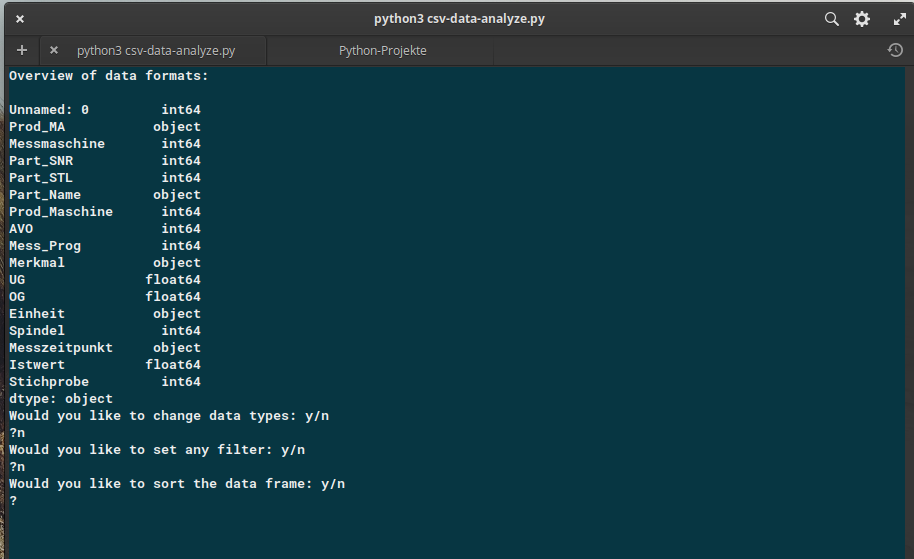 python3 csv-data-analyze.py
python3 csv-data-analyze.py Python-Projekte
Overview of data formats:
Unnamed: 0 int64
Prod_MA object
Messmaschine int64
Part_SNR int64
Part_STL int64
Part_Name object
Prod_Maschine int64
AVO int64
Mess_Prog int64
Merkmal object
UG float64
OG float64
Einheit object
Spindel int64
Messzeitpunkt object
Istwert float64
Stichprobe int64
dtype: object
Would you like to change data types: y/n
?n
Would you like to set any filter: y/n
?n
Would you like to sort the data frame: y/n
?